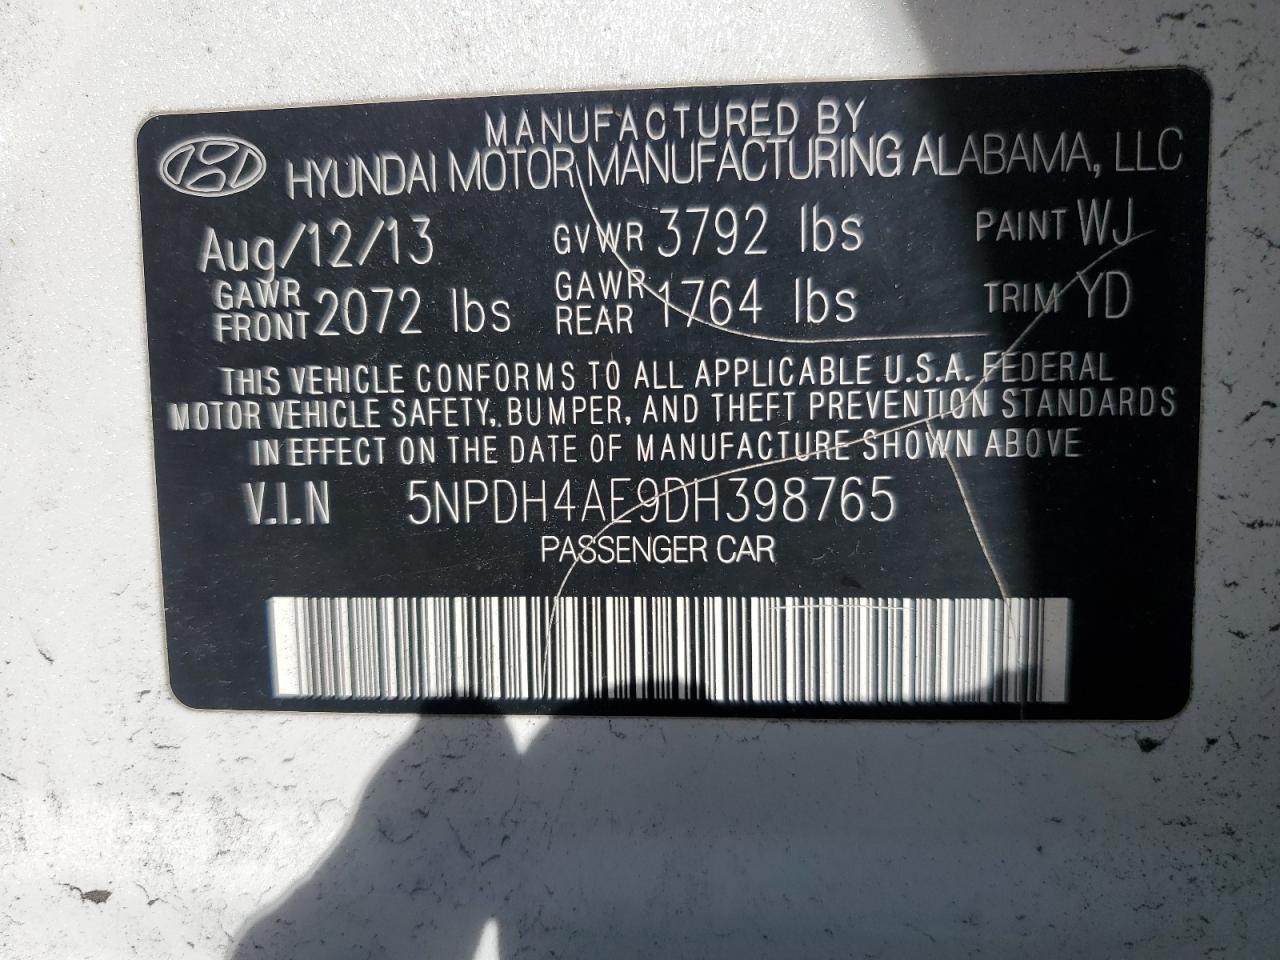 MANUFACTURED BY
HYUNDAI MOTOR MANUFACTURING ALABAMA, LLC
Aug/12/13 GVWR 3792 lbs PAINT WJ
GAWR FRONT 2072 lbs GAWR REAR 1764 lbs TRIM YD
THIS VEHICLE CONFORMS TO ALL APPLICABLE U.S.A. FEDERAL
MOTOR VEHICLE SAFETY, BUMPER, AND THEFT PREVENTION STANDARDS
IN EFFECT ON THE DATE OF MANUFACTURE SHOWN ABOVE
V.I.N 5NPDH4AE9DH398765
PASSENGER CAR